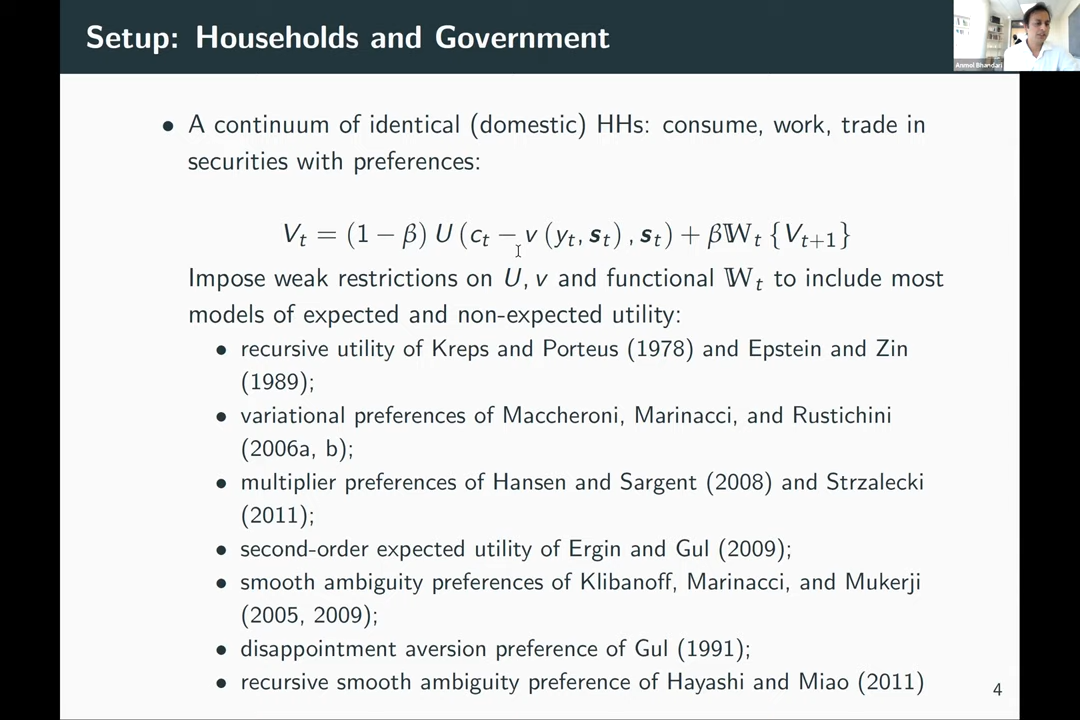 Setup: Households and Government
Anmol Bhandari
• A continuum of identical (domestic) HHs: consume, work, trade in
securities with preferences:
V_t = (1 − β) U (c_t − v (y_t, s_t) , s_t) + β𝕎_t {V_{t+1}}
Impose weak restrictions on U, v and functional 𝕎_t to include most
models of expected and non-expected utility:
• recursive utility of Kreps and Porteus (1978) and Epstein and Zin
(1989);
• variational preferences of Maccheroni, Marinacci, and Rustichini
(2006a, b);
• multiplier preferences of Hansen and Sargent (2008) and Strzalecki
(2011);
• second-order expected utility of Ergin and Gul (2009);
• smooth ambiguity preferences of Klibanoff, Marinacci, and Mukerji
(2005, 2009);
• disappointment aversion preference of Gul (1991);
• recursive smooth ambiguity preference of Hayashi and Miao (2011)
4